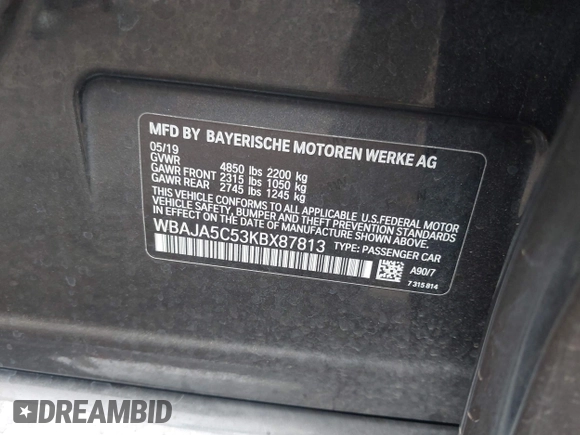 MFD BY BAYERISCHE MOTOREN WERKE AG
05/19
GVWR 4850 lbs 2200 kg
GAWR FRONT 2315 lbs 1050 kg
GAWR REAR 2745 lbs 1245 kg
THIS VEHICLE CONFORMS TO ALL APPLICABLE U.S.FEDERAL MOTOR
VEHICLE SAFETY, BUMPER, AND THEFT PREVENTION STANDARDS
IN EFFECT ON THE DATE OF MANUFACTURE SHOWN ABOVE.
WBAJA5C53KBX87813 TYPE: PASSENGER CAR
A90/7
7315814
DREAMBID